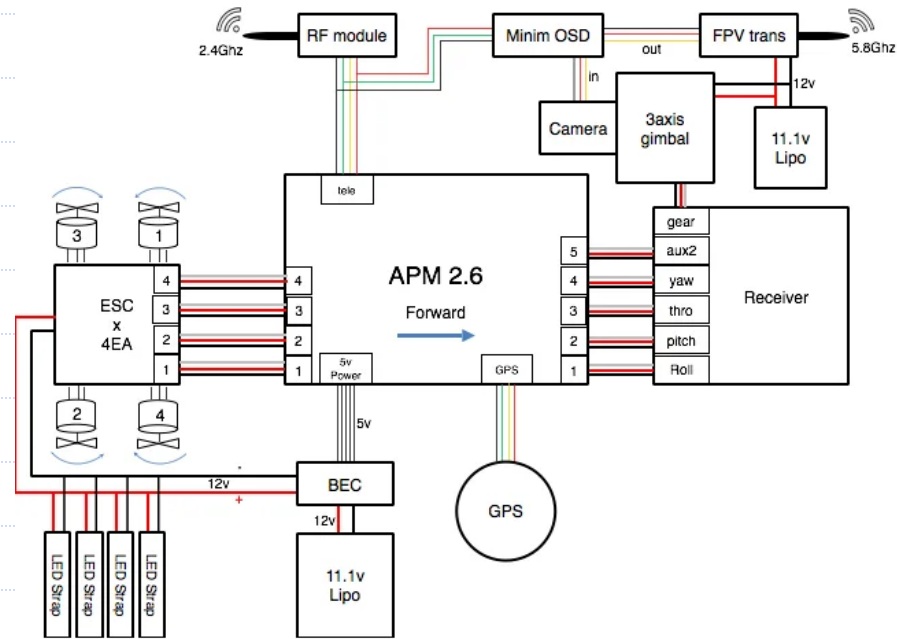 RF module
Minim OSD
FPV trans
2.4Ghz
out
5.8Ghz
in
12v
Camera
3axis
gimbal
11.1v
Lipo
tele
gear
3
1
5
aux2
4
4
APM 2.6
4
yaw
ESC
x
4EA
3
3
Forward
3
thro
Receiver
2
2
2
pitch
1
1
5v
Power
GPS
1
Roll
2
4
5v
-
12v
+
BEC
GPS
12v
LED Strap
LED Strap
LED Strap
LED Strap
11.1v
Lipo